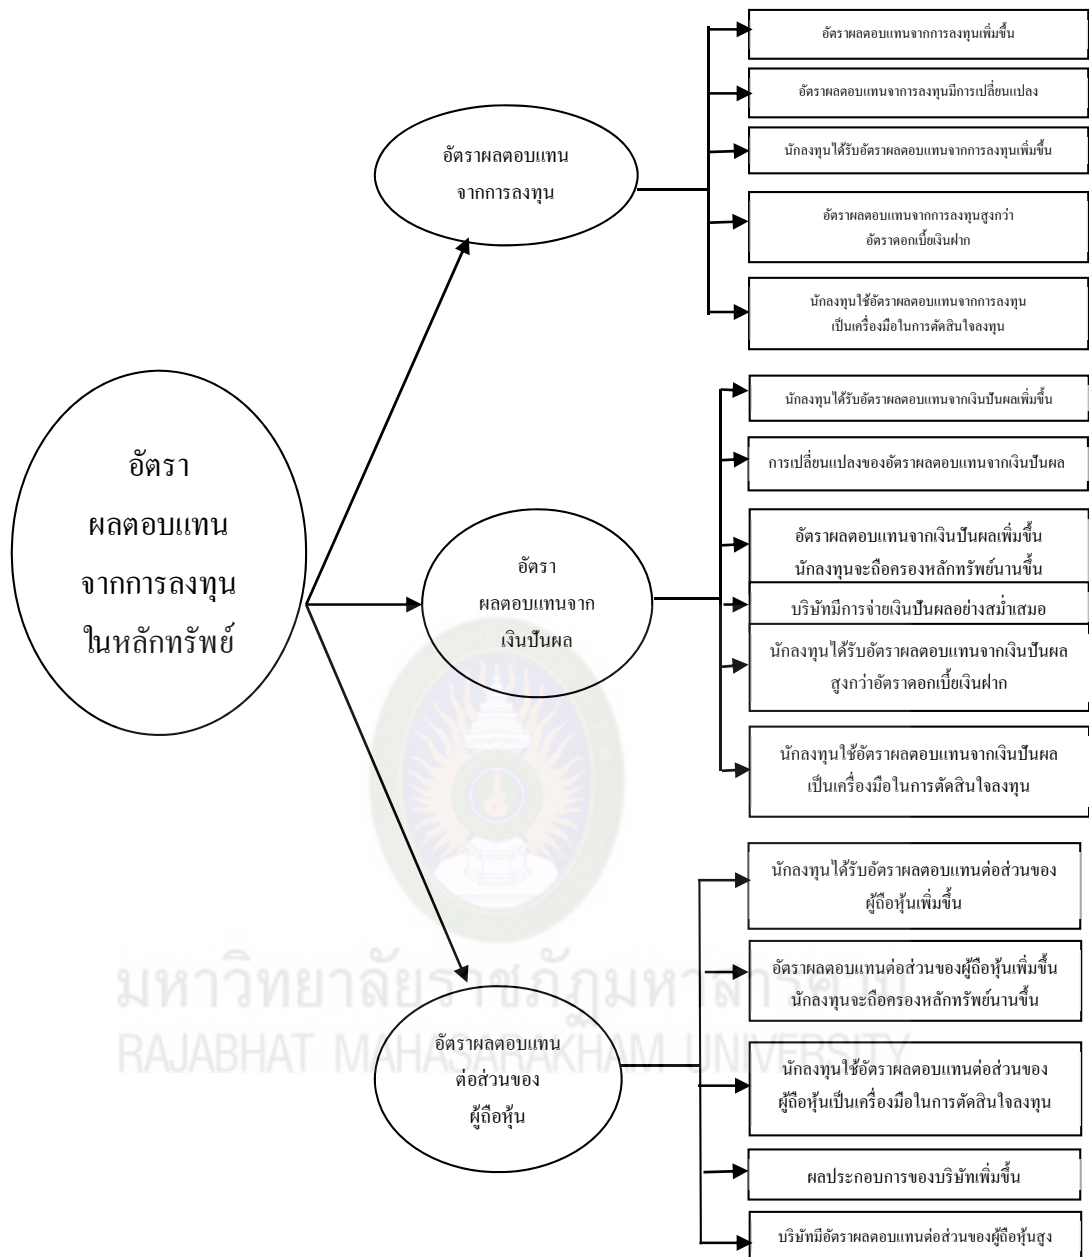 อัตรา
ผลตอบแทน
จากการลงทุน
ในหลักทรัพย์
อัตราผลตอบแทน
จากการลงทุน
อัตราผลตอบแทนจากการลงทุนเพิ่มขึ้น
อัตราผลตอบแทนจาการลงทุนมีการเปลี่ยนแปลง
นักลงทุนได้รับอัตราผลตอบแทนจากการลงทุนเพิ่มขึ้น
อัตราผลตอบแทนจากการลงทุนสูงกว่า
อัตราดอกเบี้ยเงินฝาก
นักลงทุนใช้อัตราผลตอบแทนจากการลงทุน
เป็นเครื่องมือในการตัดสินใจลงทุน
อัตรา
ผลตอบแทนจาก
เงินปันผล
นักลงทุนได้รับอัตราผลตอบแทนจากเงินปันผลเพิ่มขึ้น
การเปลี่ยนแปลงของอัตราผลตอบแทนจากเงินปันผล
อัตราผลตอบแทนจากเงินปันผลเพิ่มขึ้น
นักลงทุนจะถือครองหลักทรัพย์นานขึ้น
บริษัทมีการจ่ายเงินปันผลอย่างสม่ำเสมอ
นักลงทุนได้รับอัตราผลตอบแทนจากเงินปันผล
สูงกว่าอัตราดอกเบี้ยเงินฝาก
นักลงทุนใช้อัตราผลตอบแทนจากเงินปันผล
เป็นเครื่องมือในการตัดสินใจลงทุน
อัตราผลตอบแทน
ต่อส่วนของ
ผู้ถือหุ้น
นักลงทุนได้รับอัตราผลตอบแทนต่อส่วนของ
ผู้ถือหุ้นเพิ่มขึ้น
อัตราผลตอบแทนต่อส่วนของผู้ถือหุ้นเพิ่มขึ้น
นักลงทุนจะถือครองหลักทรัพย์นานขึ้น
นักลงทุนใช้อัตราผลตอบแทนต่อส่วนของ
ผู้ถือหุ้นเป็นเครื่องมือในการตัดสินใจลงทุน
ผลประกอบการของบริษัทเพิ่มขึ้น
บริษัทมีอัตราผลตอบแทนต่อส่วนของผู้ถือหุ้นสูง
มหาวิทยาลัยราชภัฏมหาสารคาม
RAJABHAT MAHASARAKHAM UNIVERSITY